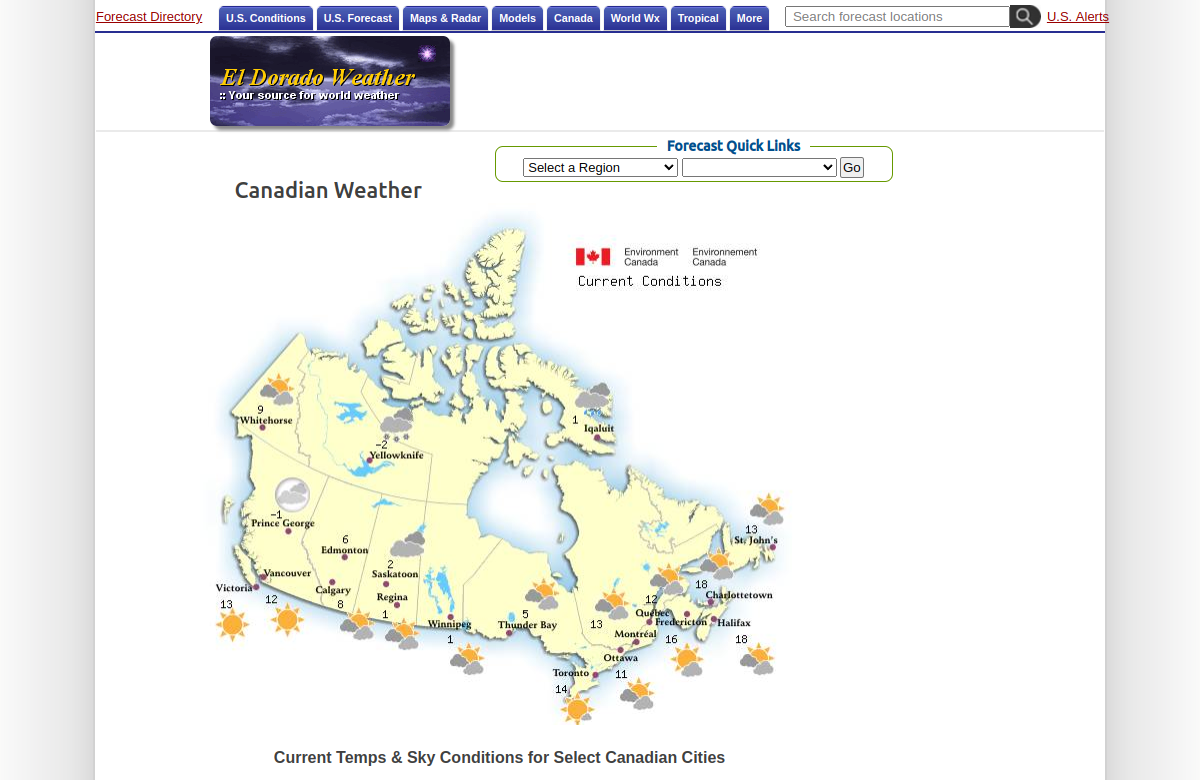 Forecast Directory
U.S. Conditions U.S. Forecast Maps & Radar Models Canada World Wx Tropical More
Search forecast locations
U.S. Alerts
El Dorado Weather
:: Your source for world weather
Forecast Quick Links
Select a Region
Go
Canadian Weather
Environment Canada
Environnement Canada
Current Conditions
9
Whitehorse
-2
Yellowknife
1
Iqaluit
-1
Prince George
6
Edmonton
2
Saskatoon
13
St. John's
Vancouver
Victoria
13
12
Calgary
8
Regina
1
Winnipeg
1
5
Thunder Bay
18
Charlottetown
12
Québec
Fredericton
16
Halifax
18
13
Montréal
Ottawa
11
Toronto
14
Current Temps & Sky Conditions for Select Canadian Cities